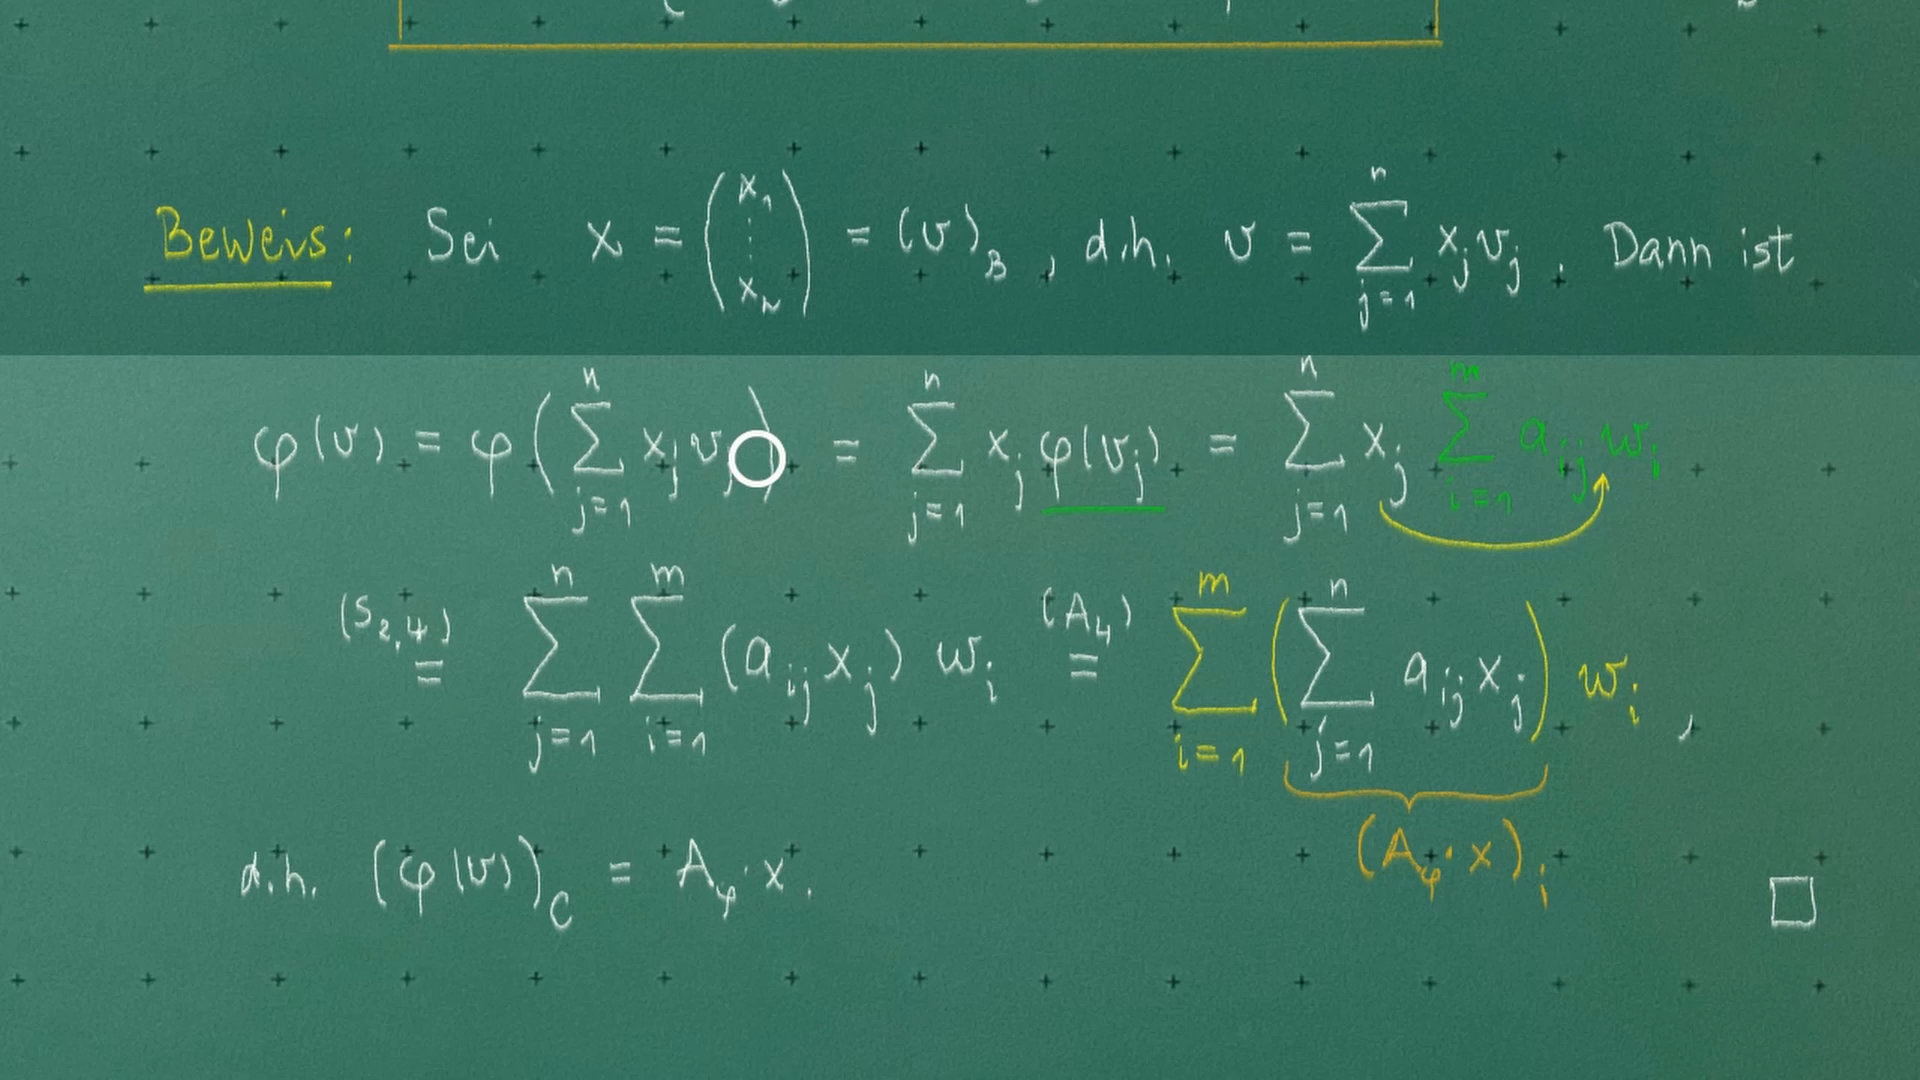 Beweis: Sei x = (x₁ ⋮ xₙ) = (v)_B , d.h. v = ∑_{j=1}^{n} x_j v_j . Dann ist
φ(v) = φ(∑_{j=1}^{n} x_j v_j) = ∑_{j=1}^{n} x_j φ(v_j) = ∑_{j=1}^{n} x_j ∑_{i=1}^{m} a_{ij} w_i
(S_{2,4}) = ∑_{j=1}^{n} ∑_{i=1}^{m} (a_{ij} x_j) w_i (A_4) = ∑_{i=1}^{m} (∑_{j=1}^{n} a_{ij} x_j) w_i ,
(A_φ · x)_i
d.h. (φ(v))_C = A_φ · x . □